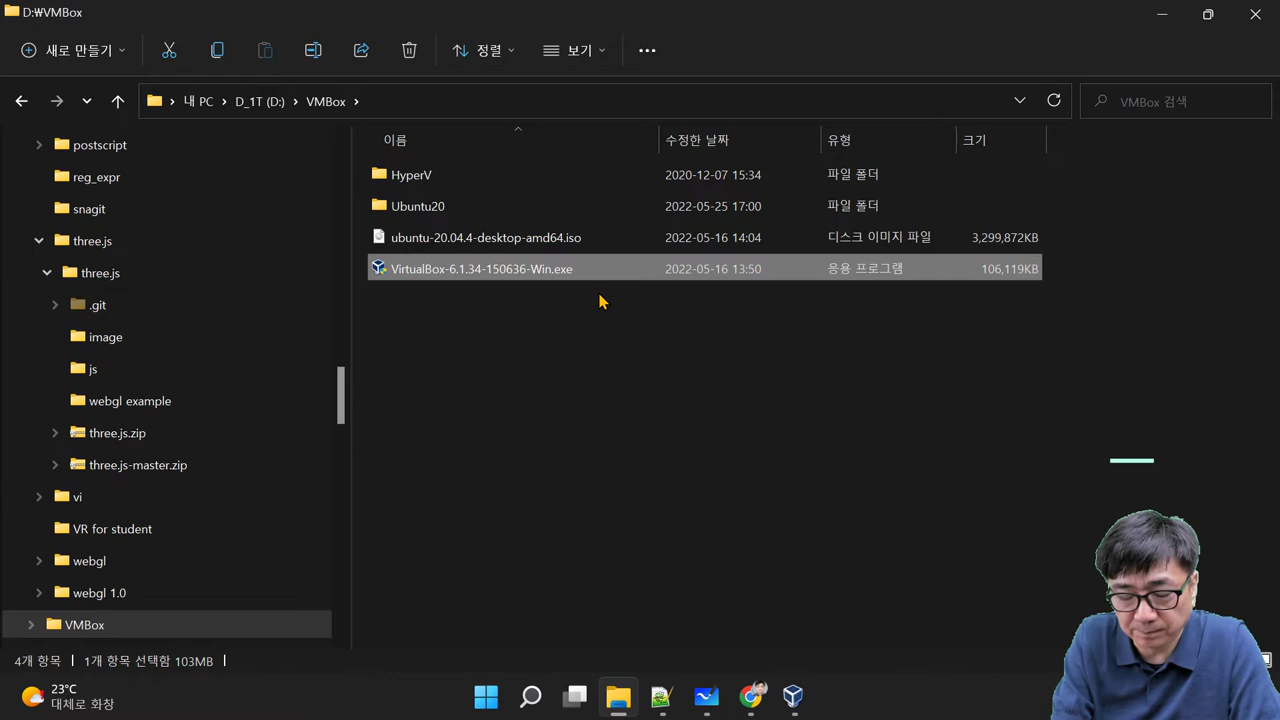 D:₩VMBox
새로 만들기
정렬
보기
내 PC
D_1T (D:)
VMBox
VMBox 검색
이름
수정한 날짜
유형
크기
HyperV
2020-12-07 15:34
파일 폴더
Ubuntu20
2022-05-25 17:00
파일 폴더
ubuntu-20.04.4-desktop-amd64.iso
2022-05-16 14:04
디스크 이미지 파일
3,299,872KB
VirtualBox-6.1.34-150636-Win.exe
2022-05-16 13:50
응용 프로그램
106,119KB
postscript
reg_expr
snagit
three.js
three.js
.git
image
js
webgl example
three.js.zip
three.js-master.zip
vi
VR for student
webgl
webgl 1.0
VMBox
4개 항목
1개 항목 선택함 103MB
23°C
대체로 화창